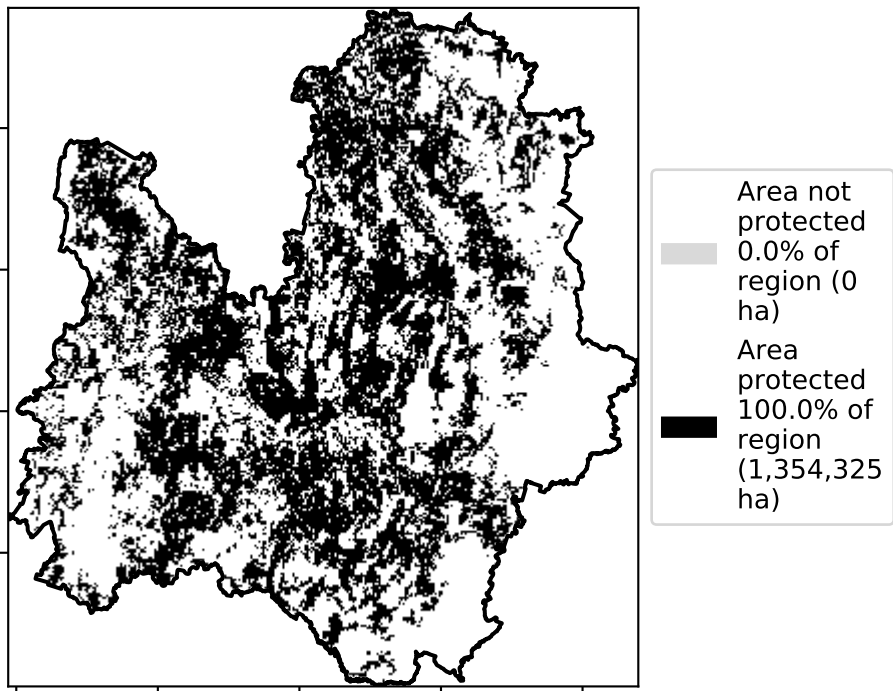 Area not
protected
0.0% of
region (0
ha)
Area
protected
100.0% of
region
(1,354,325
ha)